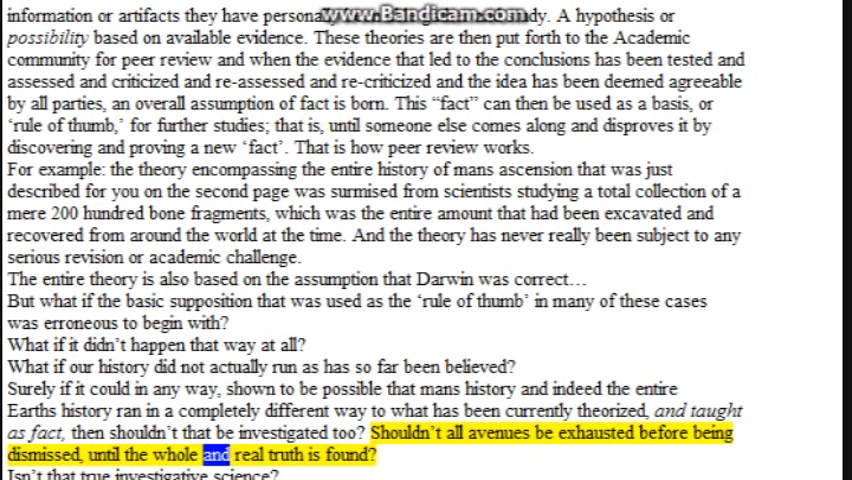 information or artifacts they have personally
www.Bandicam.com
dy. A hypothesis or
possibility based on available evidence. These theories are then put forth to the Academic
community for peer review and when the evidence that led to the conclusions has been tested and
assessed and criticized and re-assessed and re-criticized and the idea has been deemed agreeable
by all parties, an overall assumption of fact is born. This “fact” can then be used as a basis, or
‘rule of thumb,’ for further studies; that is, until someone else comes along and disproves it by
discovering and proving a new ‘fact’. That is how peer review works.
For example: the theory encompassing the entire history of mans ascension that was just
described for you on the second page was surmised from scientists studying a total collection of a
mere 200 hundred bone fragments, which was the entire amount that had been excavated and
recovered from around the world at the time. And the theory has never really been subject to any
serious revision or academic challenge.
The entire theory is also based on the assumption that Darwin was correct…
But what if the basic supposition that was used as the ‘rule of thumb’ in many of these cases
was erroneous to begin with?
What if it didn’t happen that way at all?
What if our history did not actually run as has so far been believed?
Surely if it could in any way, shown to be possible that mans history and indeed the entire
Earths history ran in a completely different way to what has been currently theorized, and taught
as fact, then shouldn’t that be investigated too? Shouldn’t all avenues be exhausted before being
dismissed, until the whole and real truth is found?
Isn’t that true investigative science?